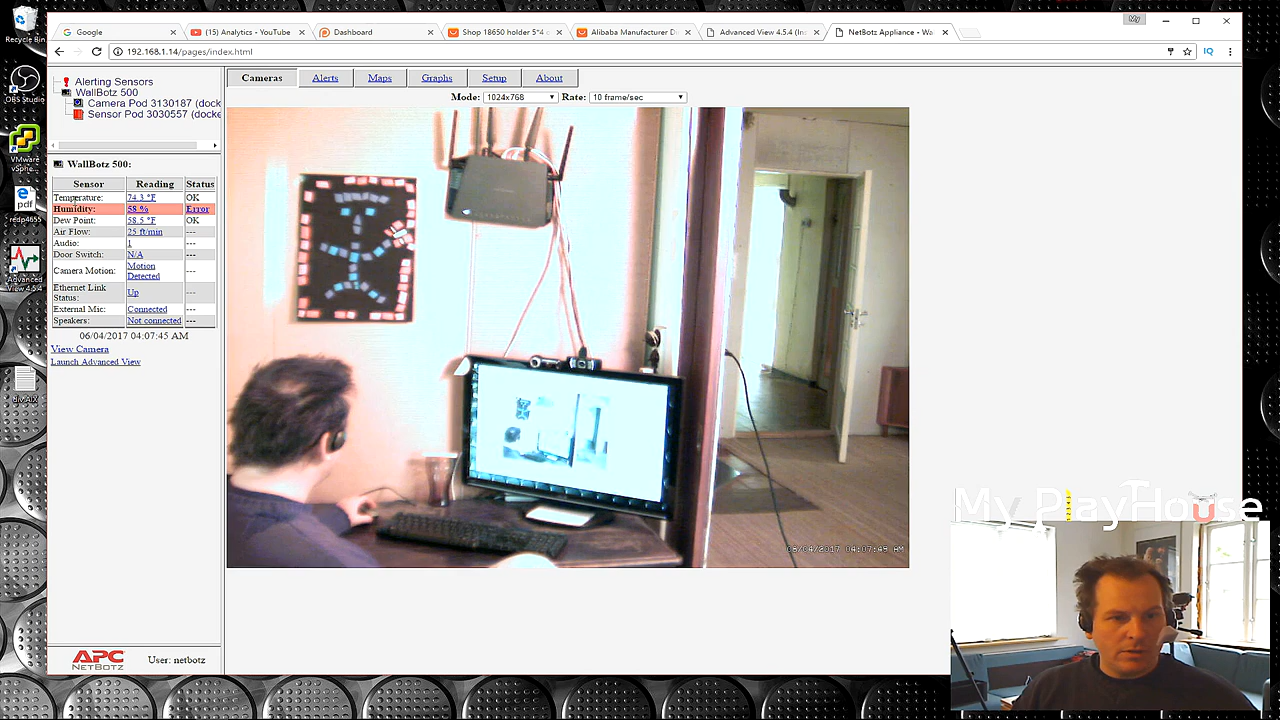 My
Google
(15) Analytics - YouTube
Dashboard
Shop 18650 holder 5*4
Alibaba Manufacturer D
Advanced View 4.5.4 (In
NetBotz Appliance - Wa
192.168.1.14/pages/index.html
IQ
Recycle Bin
OBS Studio
VMware
vSphe...
pdf
redp4655
Advanced
View 4.5.4
Alerting Sensors
WallBotz 500
Camera Pod 3130187 (docke
Sensor Pod 3030557 (docke
Cameras
Alerts
Maps
Graphs
Setup
About
Mode: 1024x768 Rate: 10 frame/sec
WallBotz 500:
Sensor Reading Status
Temperature: 74.3 °F OK
Humidity: 58 % Error
Dew Point: 58.5 °F OK
Air Flow: 25 ft/min ---
Audio: 1 ---
Door Switch: N/A ---
Camera Motion: Motion Detected ---
Ethernet Link Status: Up ---
External Mic: Connected ---
Speakers: Not connected ---
06/04/2017 04:07:45 AM
View Camera
Launch Advanced View
06/04/2017 04:07:45 AM
My PlayHouse
APC
NETBOTZ
User: netbotz